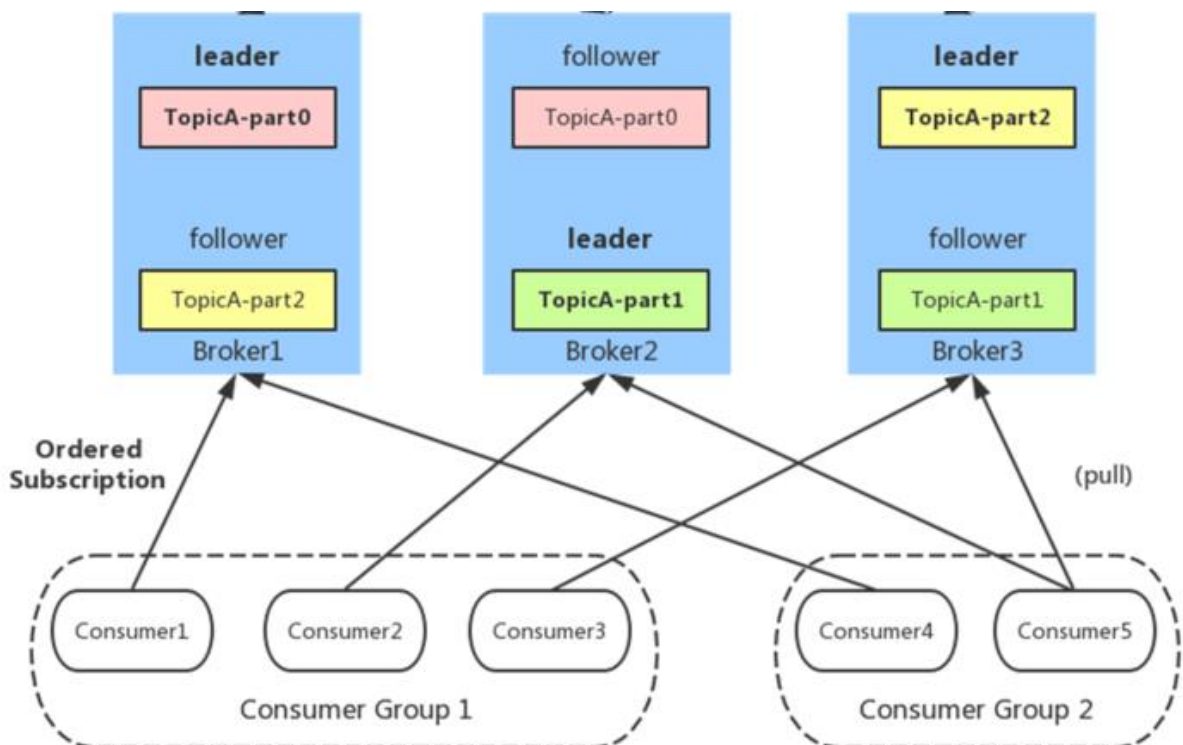 leader
TopicA-part0
follower
TopicA-part2
Broker1
follower
TopicA-part0
leader
TopicA-part1
Broker2
leader
TopicA-part2
follower
TopicA-part1
Broker3
Ordered
Subscription
(pull)
Consumer1
Consumer2
Consumer3
Consumer Group 1
Consumer4
Consumer5
Consumer Group 2